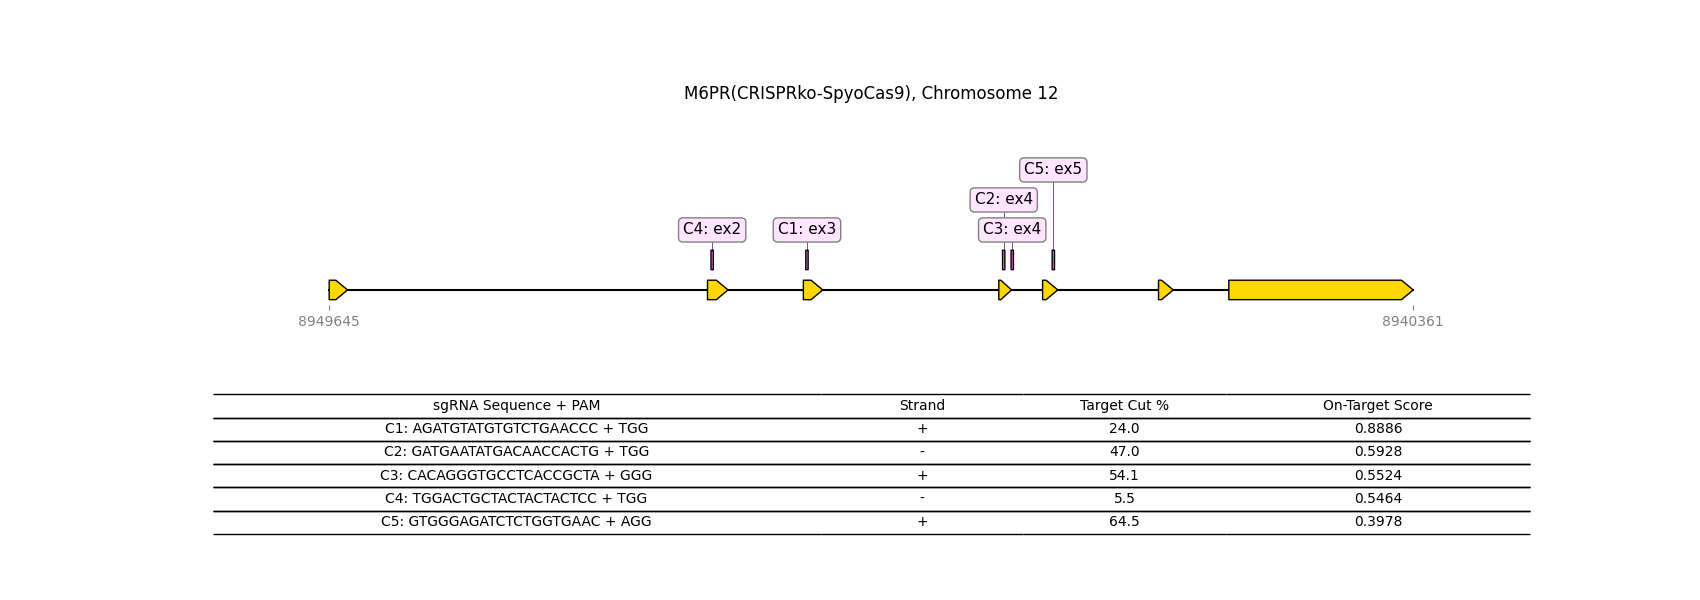 M6PR(CRISPRko-SpyoCas9), Chromosome 12
C5: ex5
C2: ex4
C4: ex2 C1: ex3 C3: ex4
8949645 8940361
sgRNA Sequence + PAM Strand Target Cut % On-Target Score
C1: AGATGTATGTGTCTGAACCC + TGG + 24.0 0.8886
C2: GATGAATATGACAACCACTG + TGG - 47.0 0.5928
C3: CACAGGGTGCCTCACCGCTA + GGG + 54.1 0.5524
C4: TGGACTGCTACTACTACTCC + TGG - 5.5 0.5464
C5: GTGGGAGATCTCTGGTGAAC + AGG + 64.5 0.3978